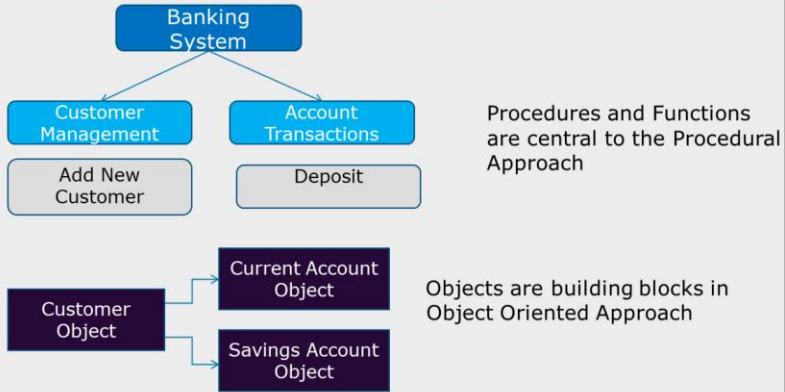 Banking
System
Customer
Management
Account
Transactions
Add New
Customer
Deposit
Procedures and Functions
are central to the Procedural
Approach
Customer
Object
Current Account
Object
Savings Account
Object
Objects are building blocks in
Object Oriented Approach